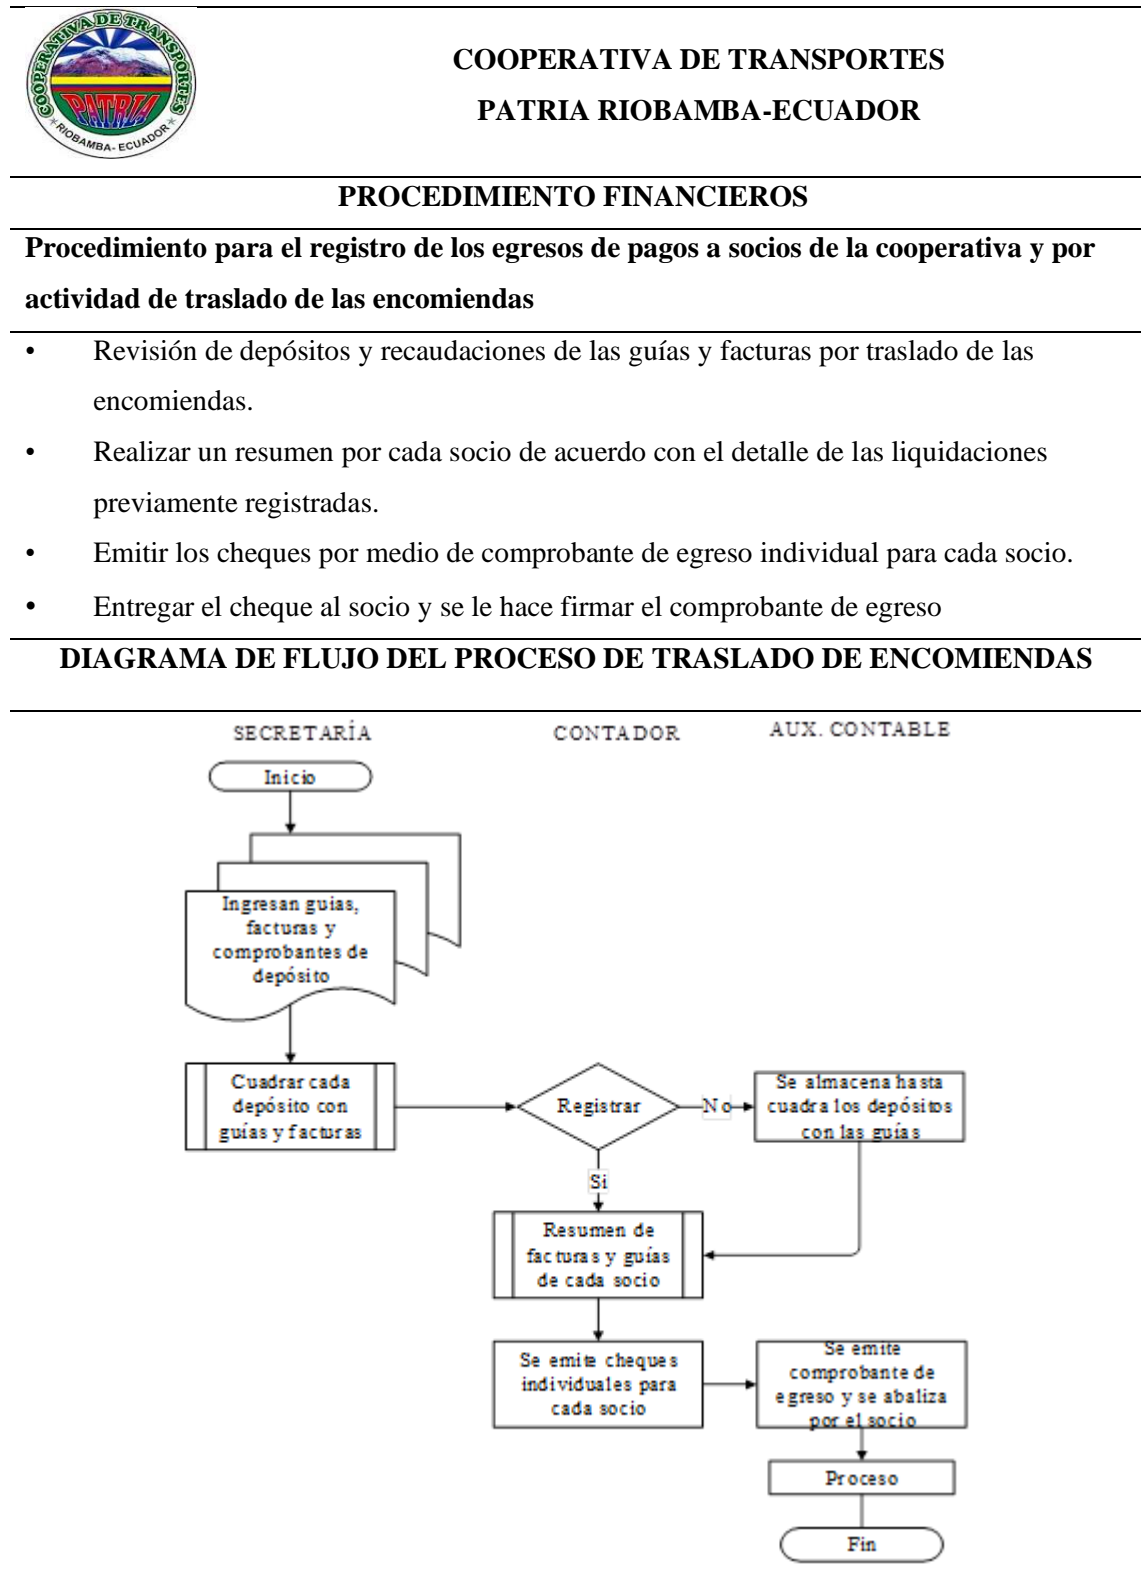 COOPERATIVA DE TRANSPORTES
PATRIA
RIOBAMBA- ECUADOR
COOPERATIVA DE TRANSPORTES
PATRIA RIOBAMBA-ECUADOR
PROCEDIMIENTO FINANCIEROS
Procedimiento para el registro de los egresos de pagos a socios de la cooperativa y por
actividad de traslado de las encomiendas
• Revisión de depósitos y recaudaciones de las guías y facturas por traslado de las
encomiendas.
• Realizar un resumen por cada socio de acuerdo con el detalle de las liquidaciones
previamente registradas.
• Emitir los cheques por medio de comprobante de egreso individual para cada socio.
• Entregar el cheque al socio y se le hace firmar el comprobante de egreso
DIAGRAMA DE FLUJO DEL PROCESO DE TRASLADO DE ENCOMIENDAS
SECRETARÍA
CONTADOR
AUX. CONTABLE
Inicio
Ingresan guias,
facturas y
comprobantes de
depósito
Cuadrar cada
depósito con
guías y facturas
Registrar
No
Se almacena hasta
cuadra los depósitos
con las guías
Si
Resumen de
facturas y guías
de cada socio
Se emite cheques
individuales para
cada socio
Se emite
comprobante de
egreso y se abaliza
por el socio
Proceso
Fin